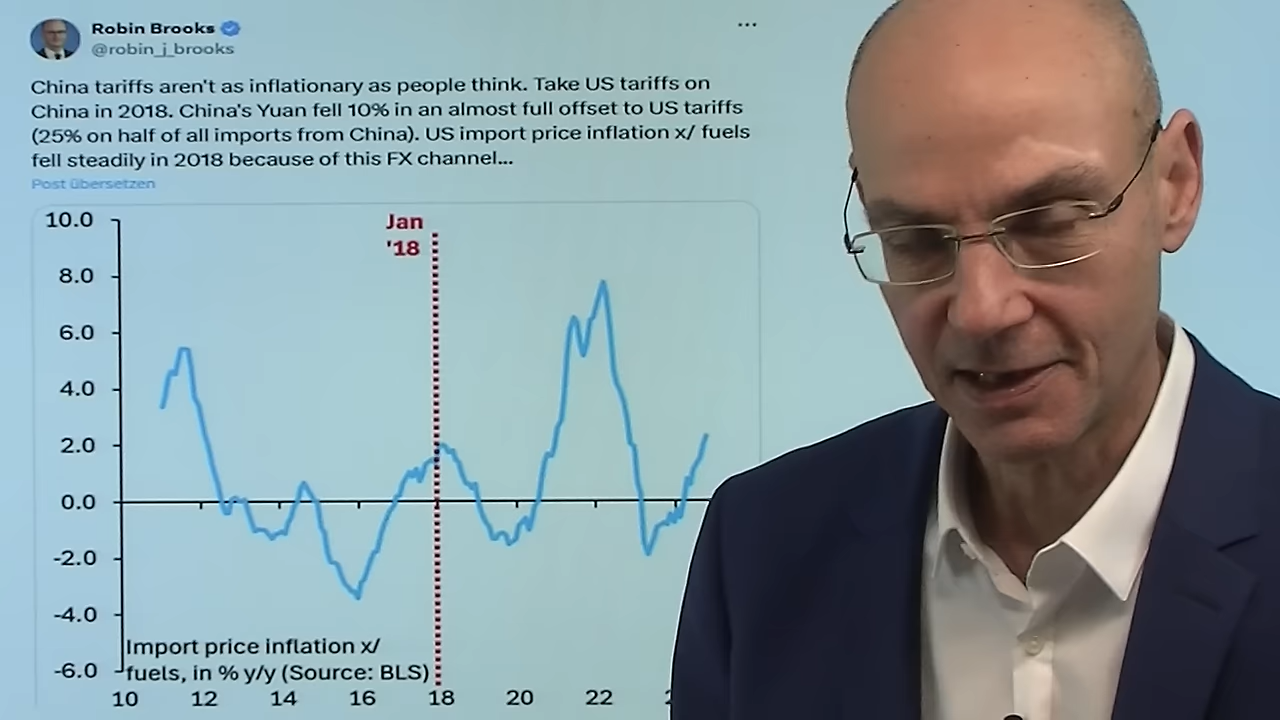 Robin Brooks
...
@robin_j_brooks
China tariffs aren't as inflationary as people think. Take US tariffs on
China in 2018. China's Yuan fell 10% in an almost full offset to US tariffs
(25% on half of all imports from China). US import price inflation x/ fuels
fell steadily in 2018 because of this FX channel...
Post übersetzen
10.0
Jan
'18
8.0
6.0
4.0
2.0
0.0
-2.0
-4.0
-6.0
Import price inflation x/
fuels, in % y/y (Source: BLS)
10 12 14 16 18 20 22